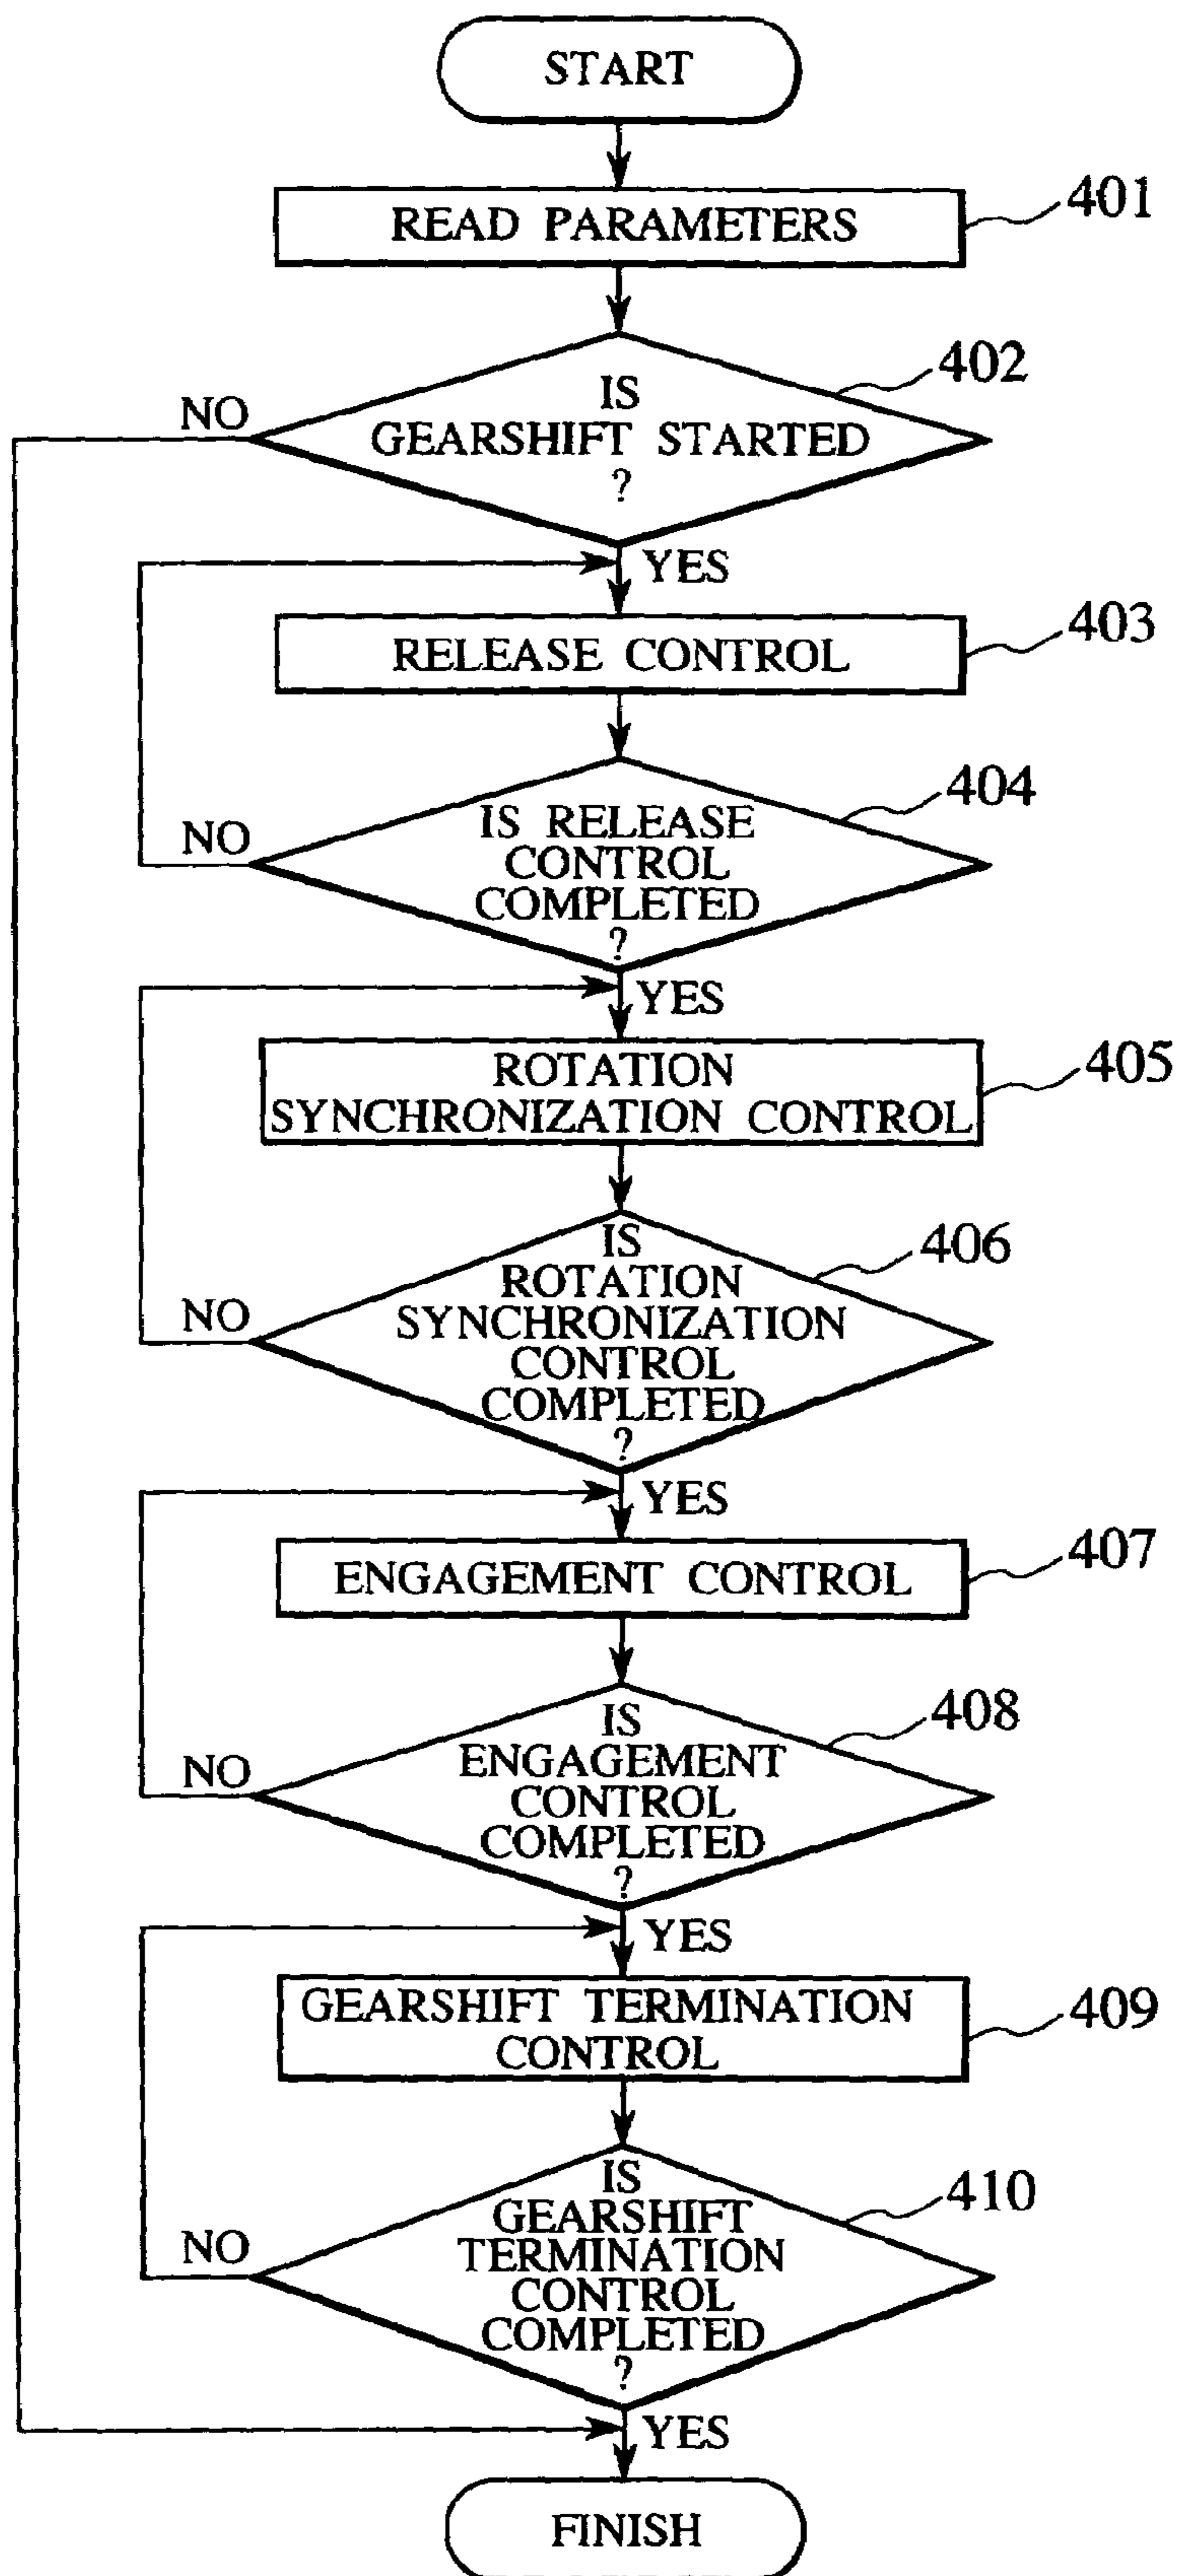 START
READ PARAMETERS
401
IS
GEARSHIFT STARTED
?
402
NO
YES
RELEASE CONTROL
403
IS RELEASE
CONTROL
COMPLETED
?
404
NO
YES
ROTATION
SYNCHRONIZATION CONTROL
405
IS
ROTATION
SYNCHRONIZATION
CONTROL
COMPLETED
?
406
NO
YES
ENGAGEMENT CONTROL
407
IS
ENGAGEMENT
CONTROL
COMPLETED
?
408
NO
YES
GEARSHIFT TERMINATION
CONTROL
409
IS
GEARSHIFT
TERMINATION
CONTROL
COMPLETED
?
410
NO
YES
FINISH